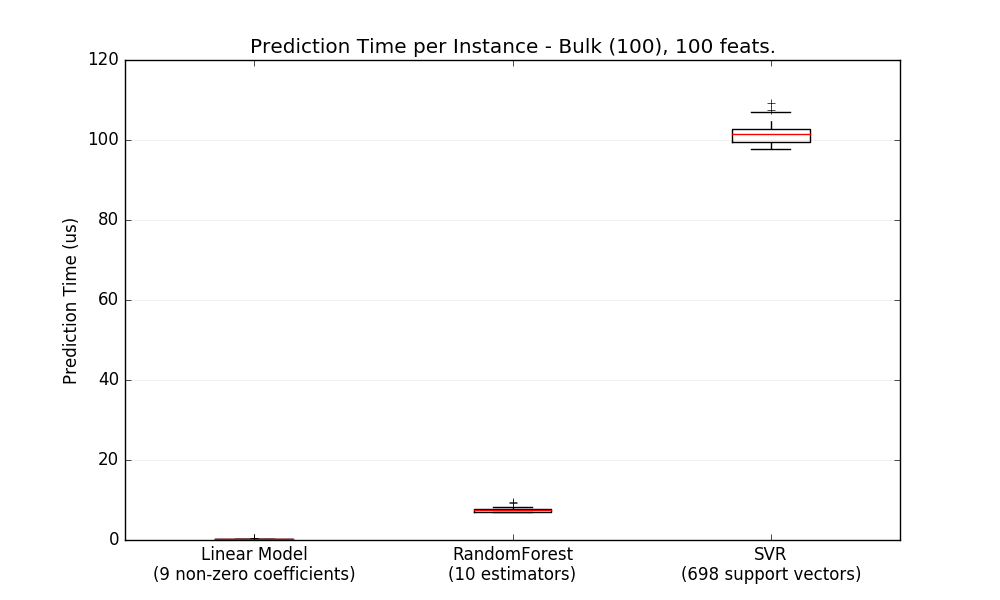 Prediction Time per Instance - Bulk (100), 100 feats.
120
100
80
60
40
20
0
Prediction Time (us)
Linear Model
(9 non-zero coefficients)
RandomForest
(10 estimators)
SVR
(698 support vectors)